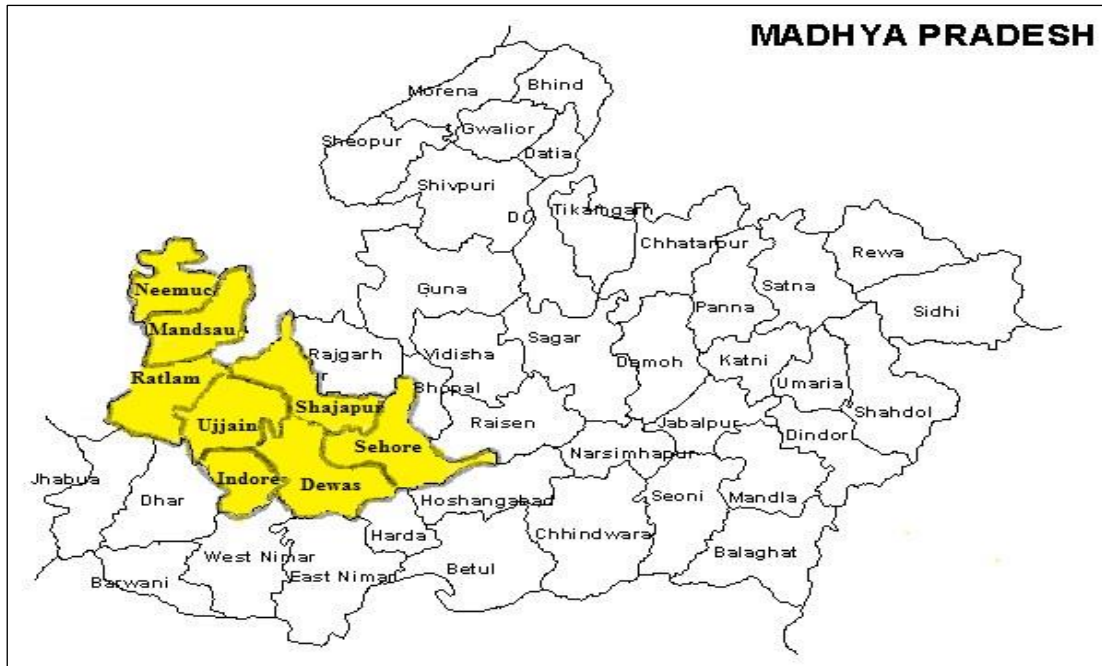 MADHYA PRADESH
Bhind
Morena
Gwalior
Sheopur
Datia
Shivpuri
Tikamgarh
Chhatarpur
Rewa
Neemuc
Guna
Panna
Satna
Sidhi
Mandsau
Sagar
Rajgarh
Vidisha
Damoh
Katni
Ratlam
Bhopal
Umaria
Shajapur
Shahdol
Ujjain
Raisen
Jabalpur
Dindori
Sehore
Narsimhapur
Jhabua
Indore
Dewas
Dhar
Hoshangabad
Seoni
Mandla
Harda
Chhindwara
West Nimar
Balaghat
Barwani
East Nimar
Betul